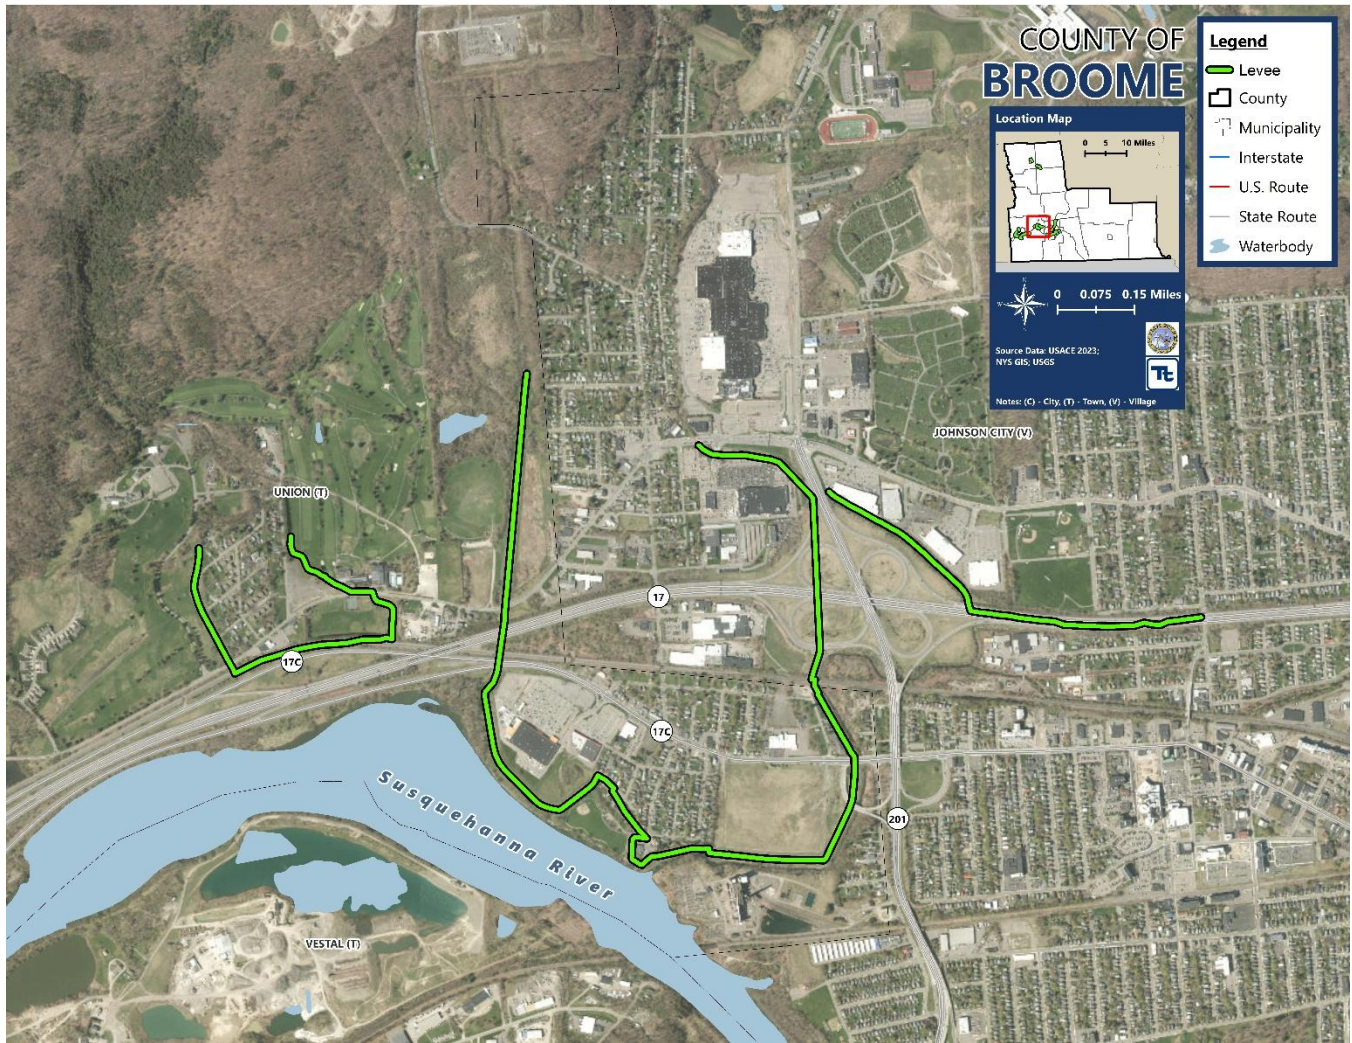 COUNTY OF
BROOME
Location Map
0 5 10 Miles
N
W E
S
0 0.075 0.15 Miles
Source Data: USACE 2023;
NYS GIS; USGS
Tt
Notes: (C) - City, (T) - Town, (V) - Village
Legend
Levee
County
Municipality
Interstate
U.S. Route
State Route
Waterbody
JOHNSON CITY (V)
UNION (T)
17
17C
17C
201
Susquehanna River
VESTAL (T)